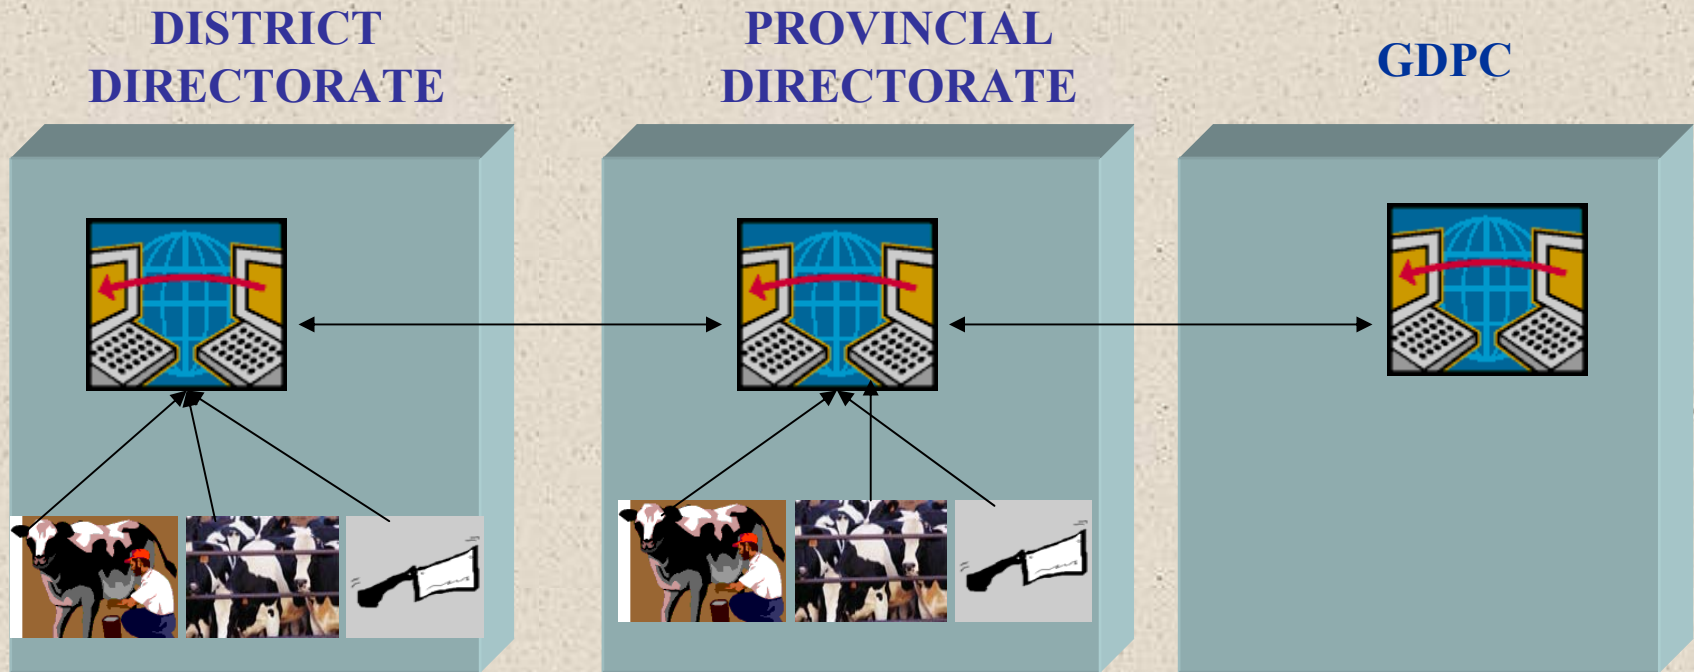 DISTRICT
DIRECTORATE
PROVINCIAL
DIRECTORATE
GDPC